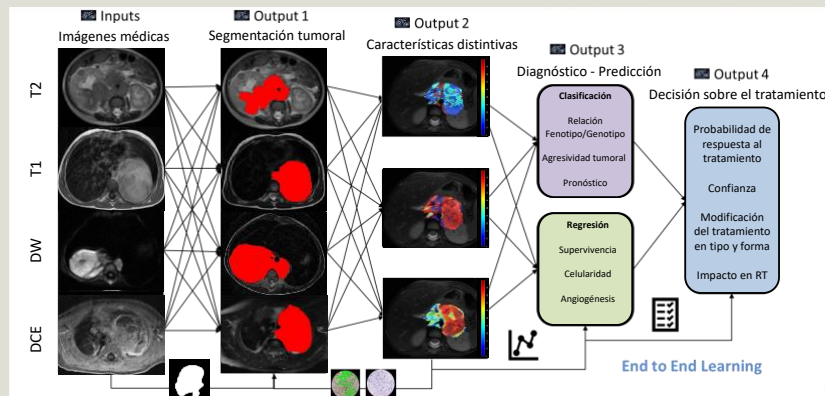 Inputs
Imágenes médicas
Output 1
Segmentación tumoral
Output 2
Características distintivas
Output 3
Diagnóstico - Predicción
Output 4
Decisión sobre el tratamiento
T2
T1
DW
DCE
Clasificación
Relación
Fenotipo/Genotipo
Agresividad tumoral
Pronóstico
Regresión
Supervivencia
Celularidad
Angiogénesis
Probabilidad de
respuesta al
tratamiento
Confianza
Modificación
del tratamiento
en tipo y forma
Impacto en RT
End to End Learning